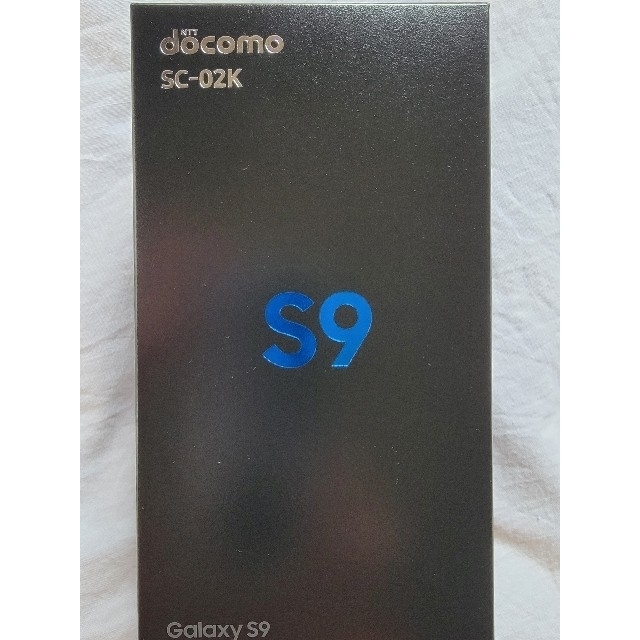 NTT
docomo
SC-02K
S9
Galaxy S9